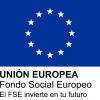 UNIÓN EUROPEA
Fondo Social Europeo
El FSE invierte en tu futuro